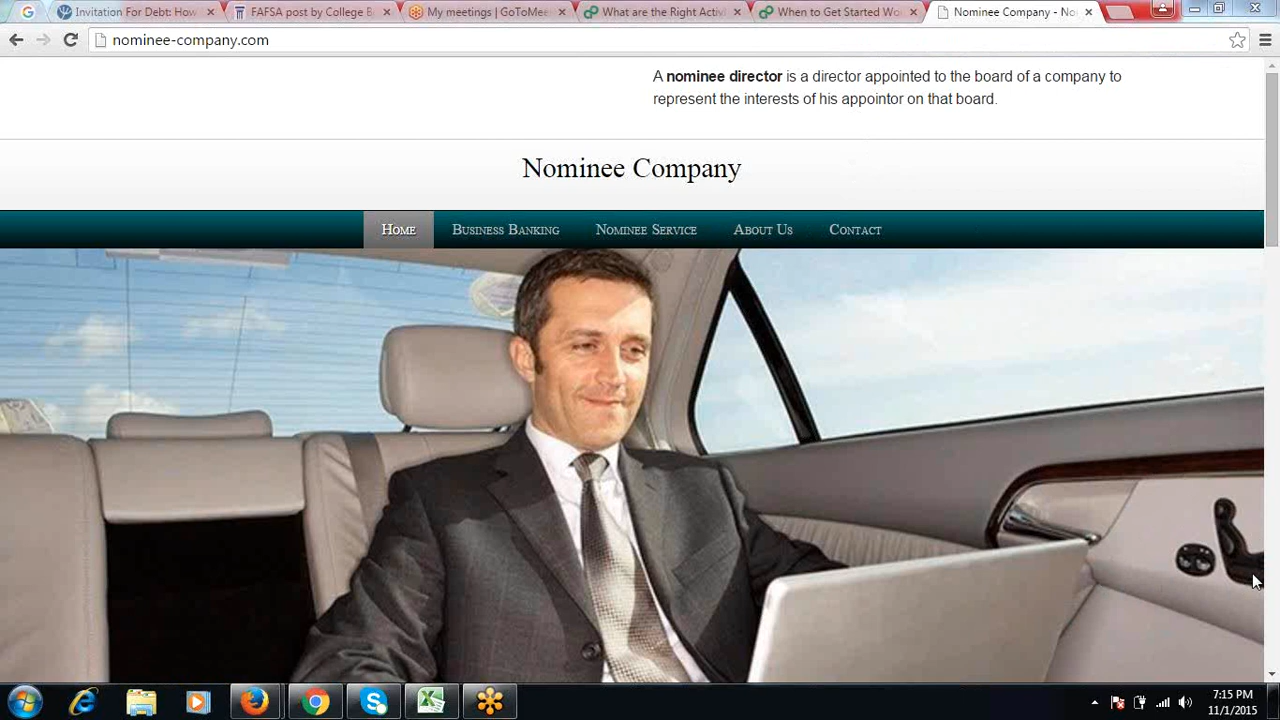 Invitation For Debt: How
FAFSA post by College B
My meetings | GoToMee
What are the Right Activi
When to Get Started Wo
Nominee Company - No
nominee-company.com
A nominee director is a director appointed to the board of a company to
represent the interests of his appointor on that board.
Nominee Company
Home Business Banking Nominee Service About Us Contact
7:15 PM
11/1/2015